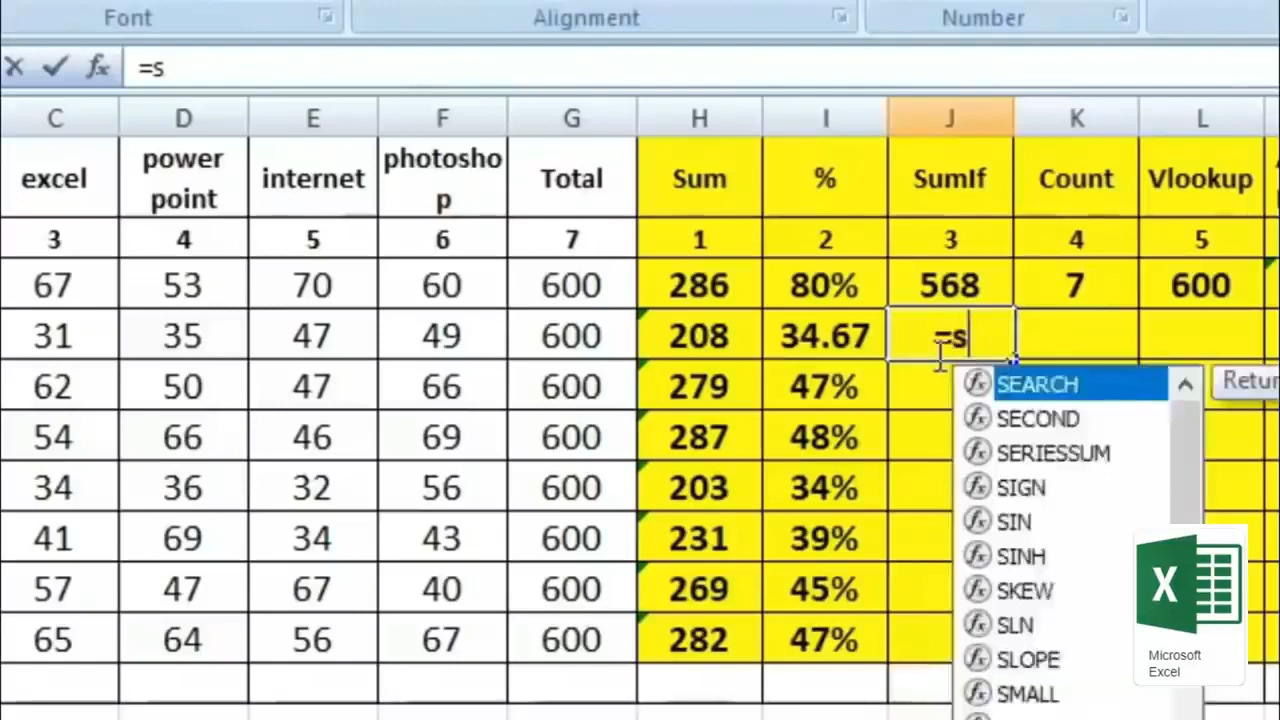 Font Alignment Number
=s
C D E F G H I J K L
excel power point internet photosho p Total Sum % SumIf Count Vlookup
3 4 5 6 7 1 2 3 4 5
67 53 70 60 600 286 80% 568 7 600
31 35 47 49 600 208 34.67 =s
62 50 47 66 600 279 47%
54 66 46 69 600 287 48%
34 36 32 56 600 203 34%
41 69 34 43 600 231 39%
57 47 67 40 600 269 45%
65 64 56 67 600 282 47%
SEARCH
SECOND
SERIESSUM
SIGN
SIN
SINH
SKEW
SLN
SLOPE
SMALL
Retur
X
Microsoft
Excel